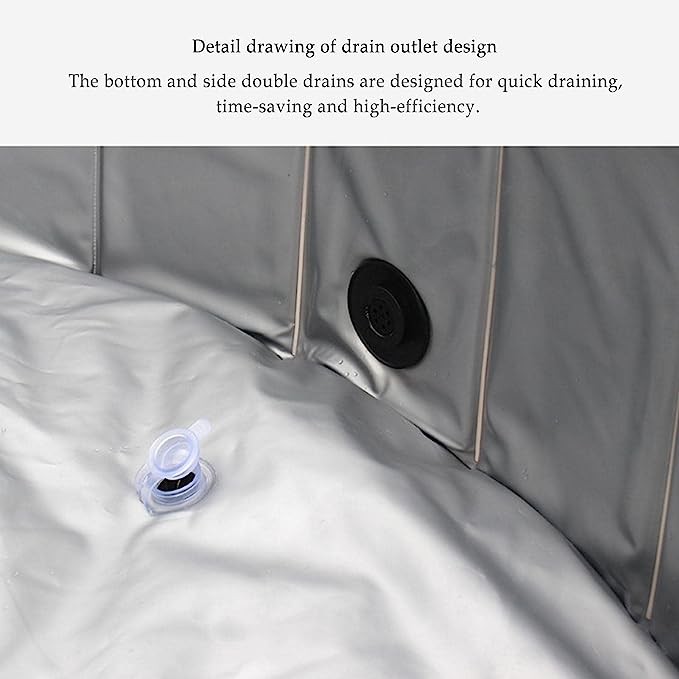 Detail drawing of drain outlet design
The bottom and side double drains are designed for quick draining,
time-saving and high-efficiency.